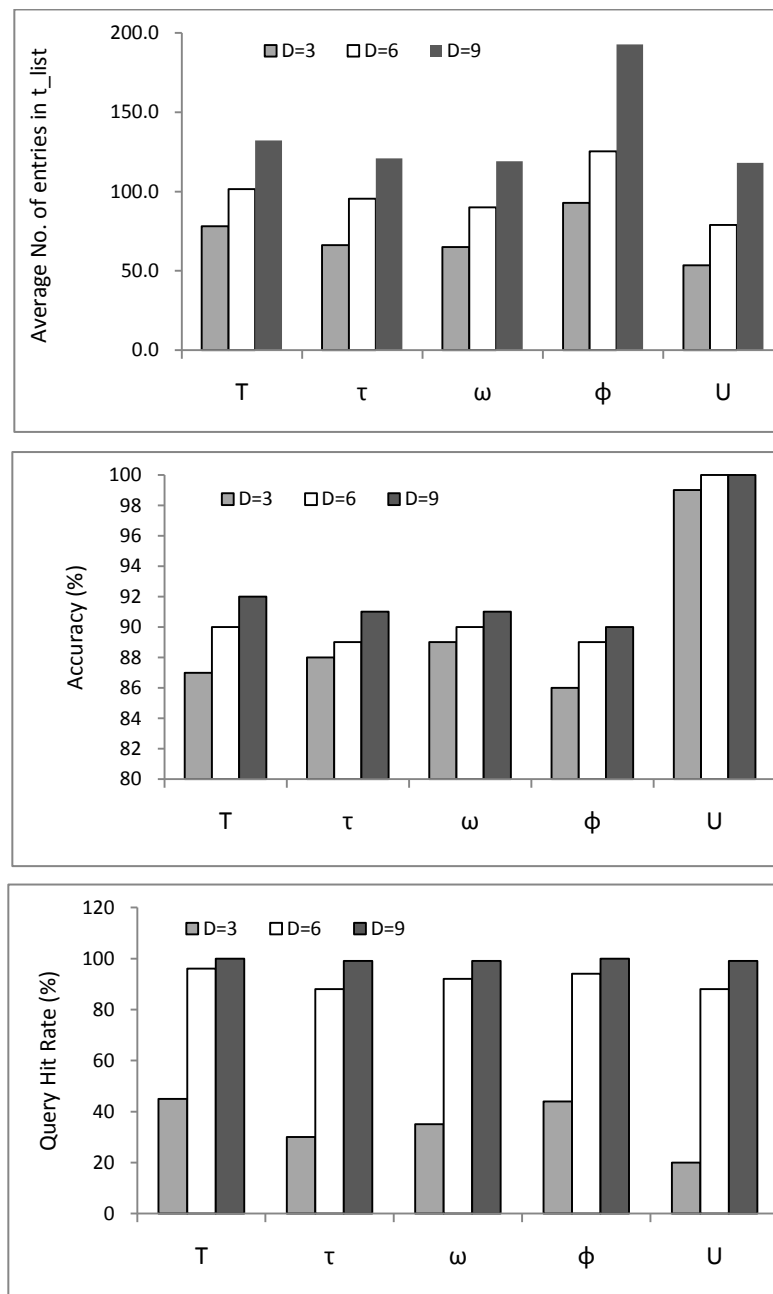 Average No. of entries in t_list
200.0
150.0
100.0
50.0
0.0
D=3 D=6 D=9
T τ ω ϕ U
Accuracy (%)
100
98
96
94
92
90
88
86
84
82
80
D=3 D=6 D=9
T τ ω ϕ U
Query Hit Rate (%)
120
100
80
60
40
20
0
D=3 D=6 D=9
T τ ω ϕ U